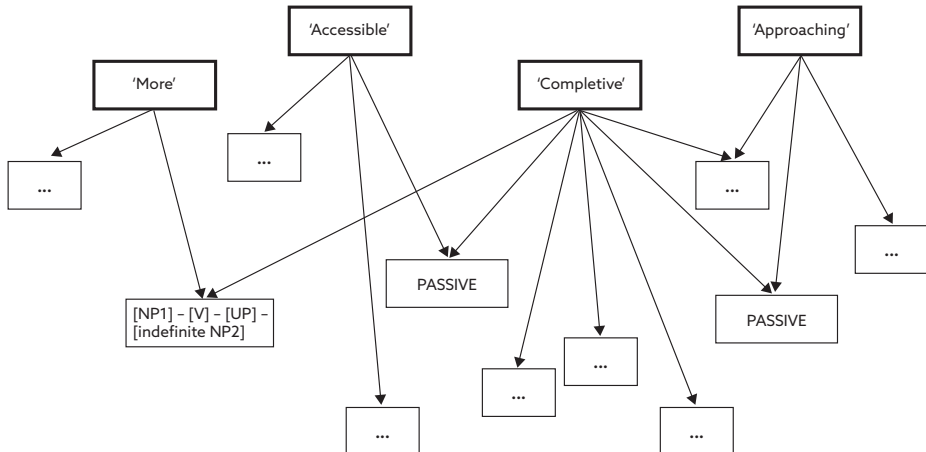 ‘Accessible’
‘Approaching’
‘More’
‘Completive’
...
...
...
...
PASSIVE
[NP1] – [V] – [UP] –
[indefinite NP2]
PASSIVE
...
...
...
...